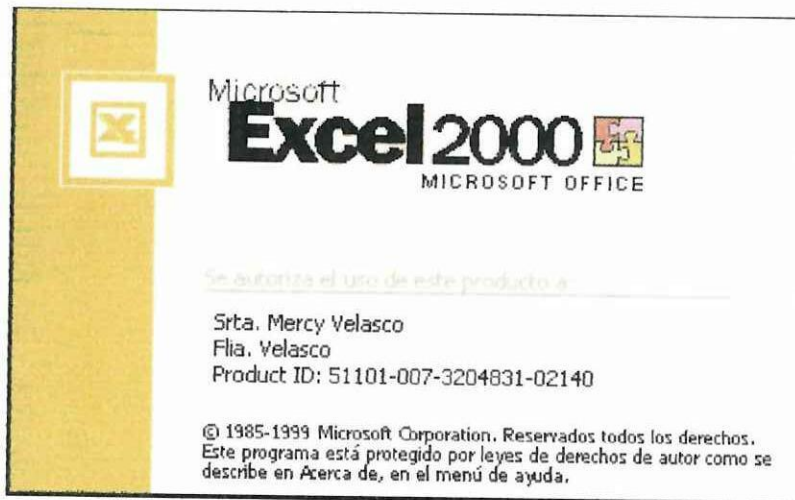 Microsoft
Excel 2000
MICROSOFT OFFICE
Se autoriza el uso de este producto a:
Srta. Mercy Velasco
Flia. Velasco
Product ID: 51101-007-3204831-02140
© 1985-1999 Microsoft Corporation. Reservados todos los derechos.
Este programa está protegido por leyes de derechos de autor como se
describe en Acerca de, en el menú de ayuda.